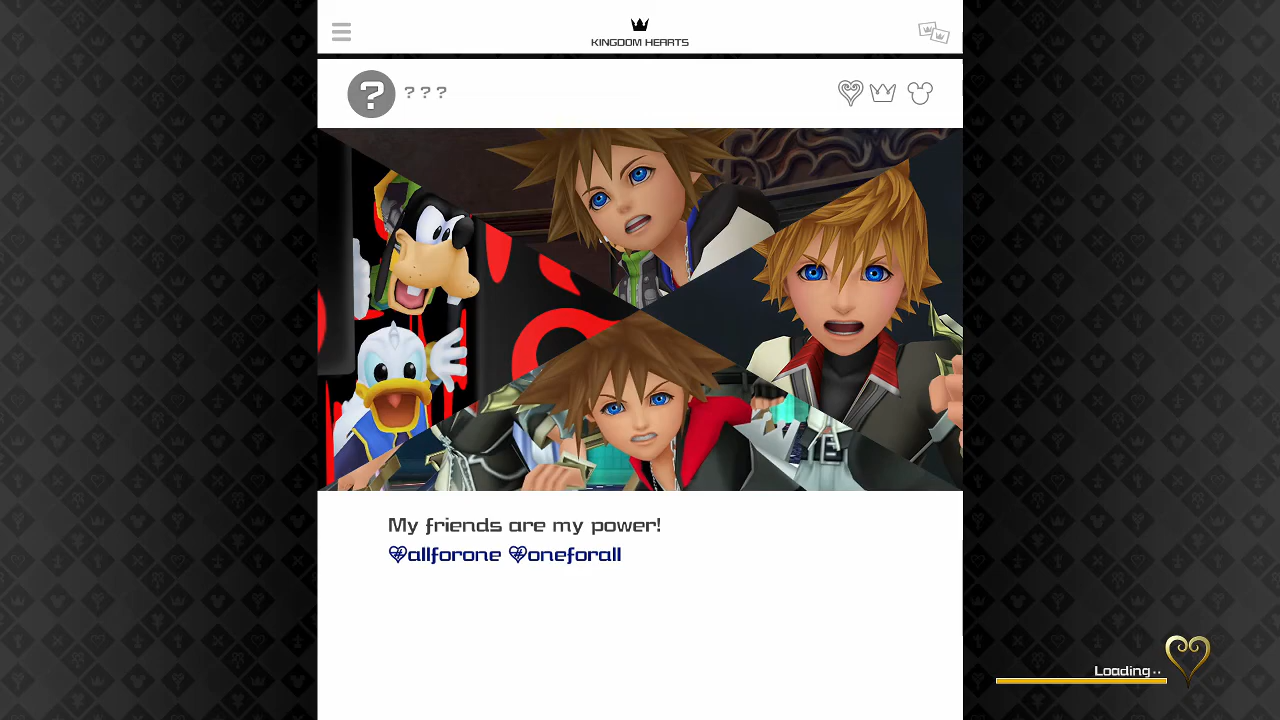 KINGDOM HEARTS
?
? ? ?
My friends are my power!
#allforone #oneforall
Loading..